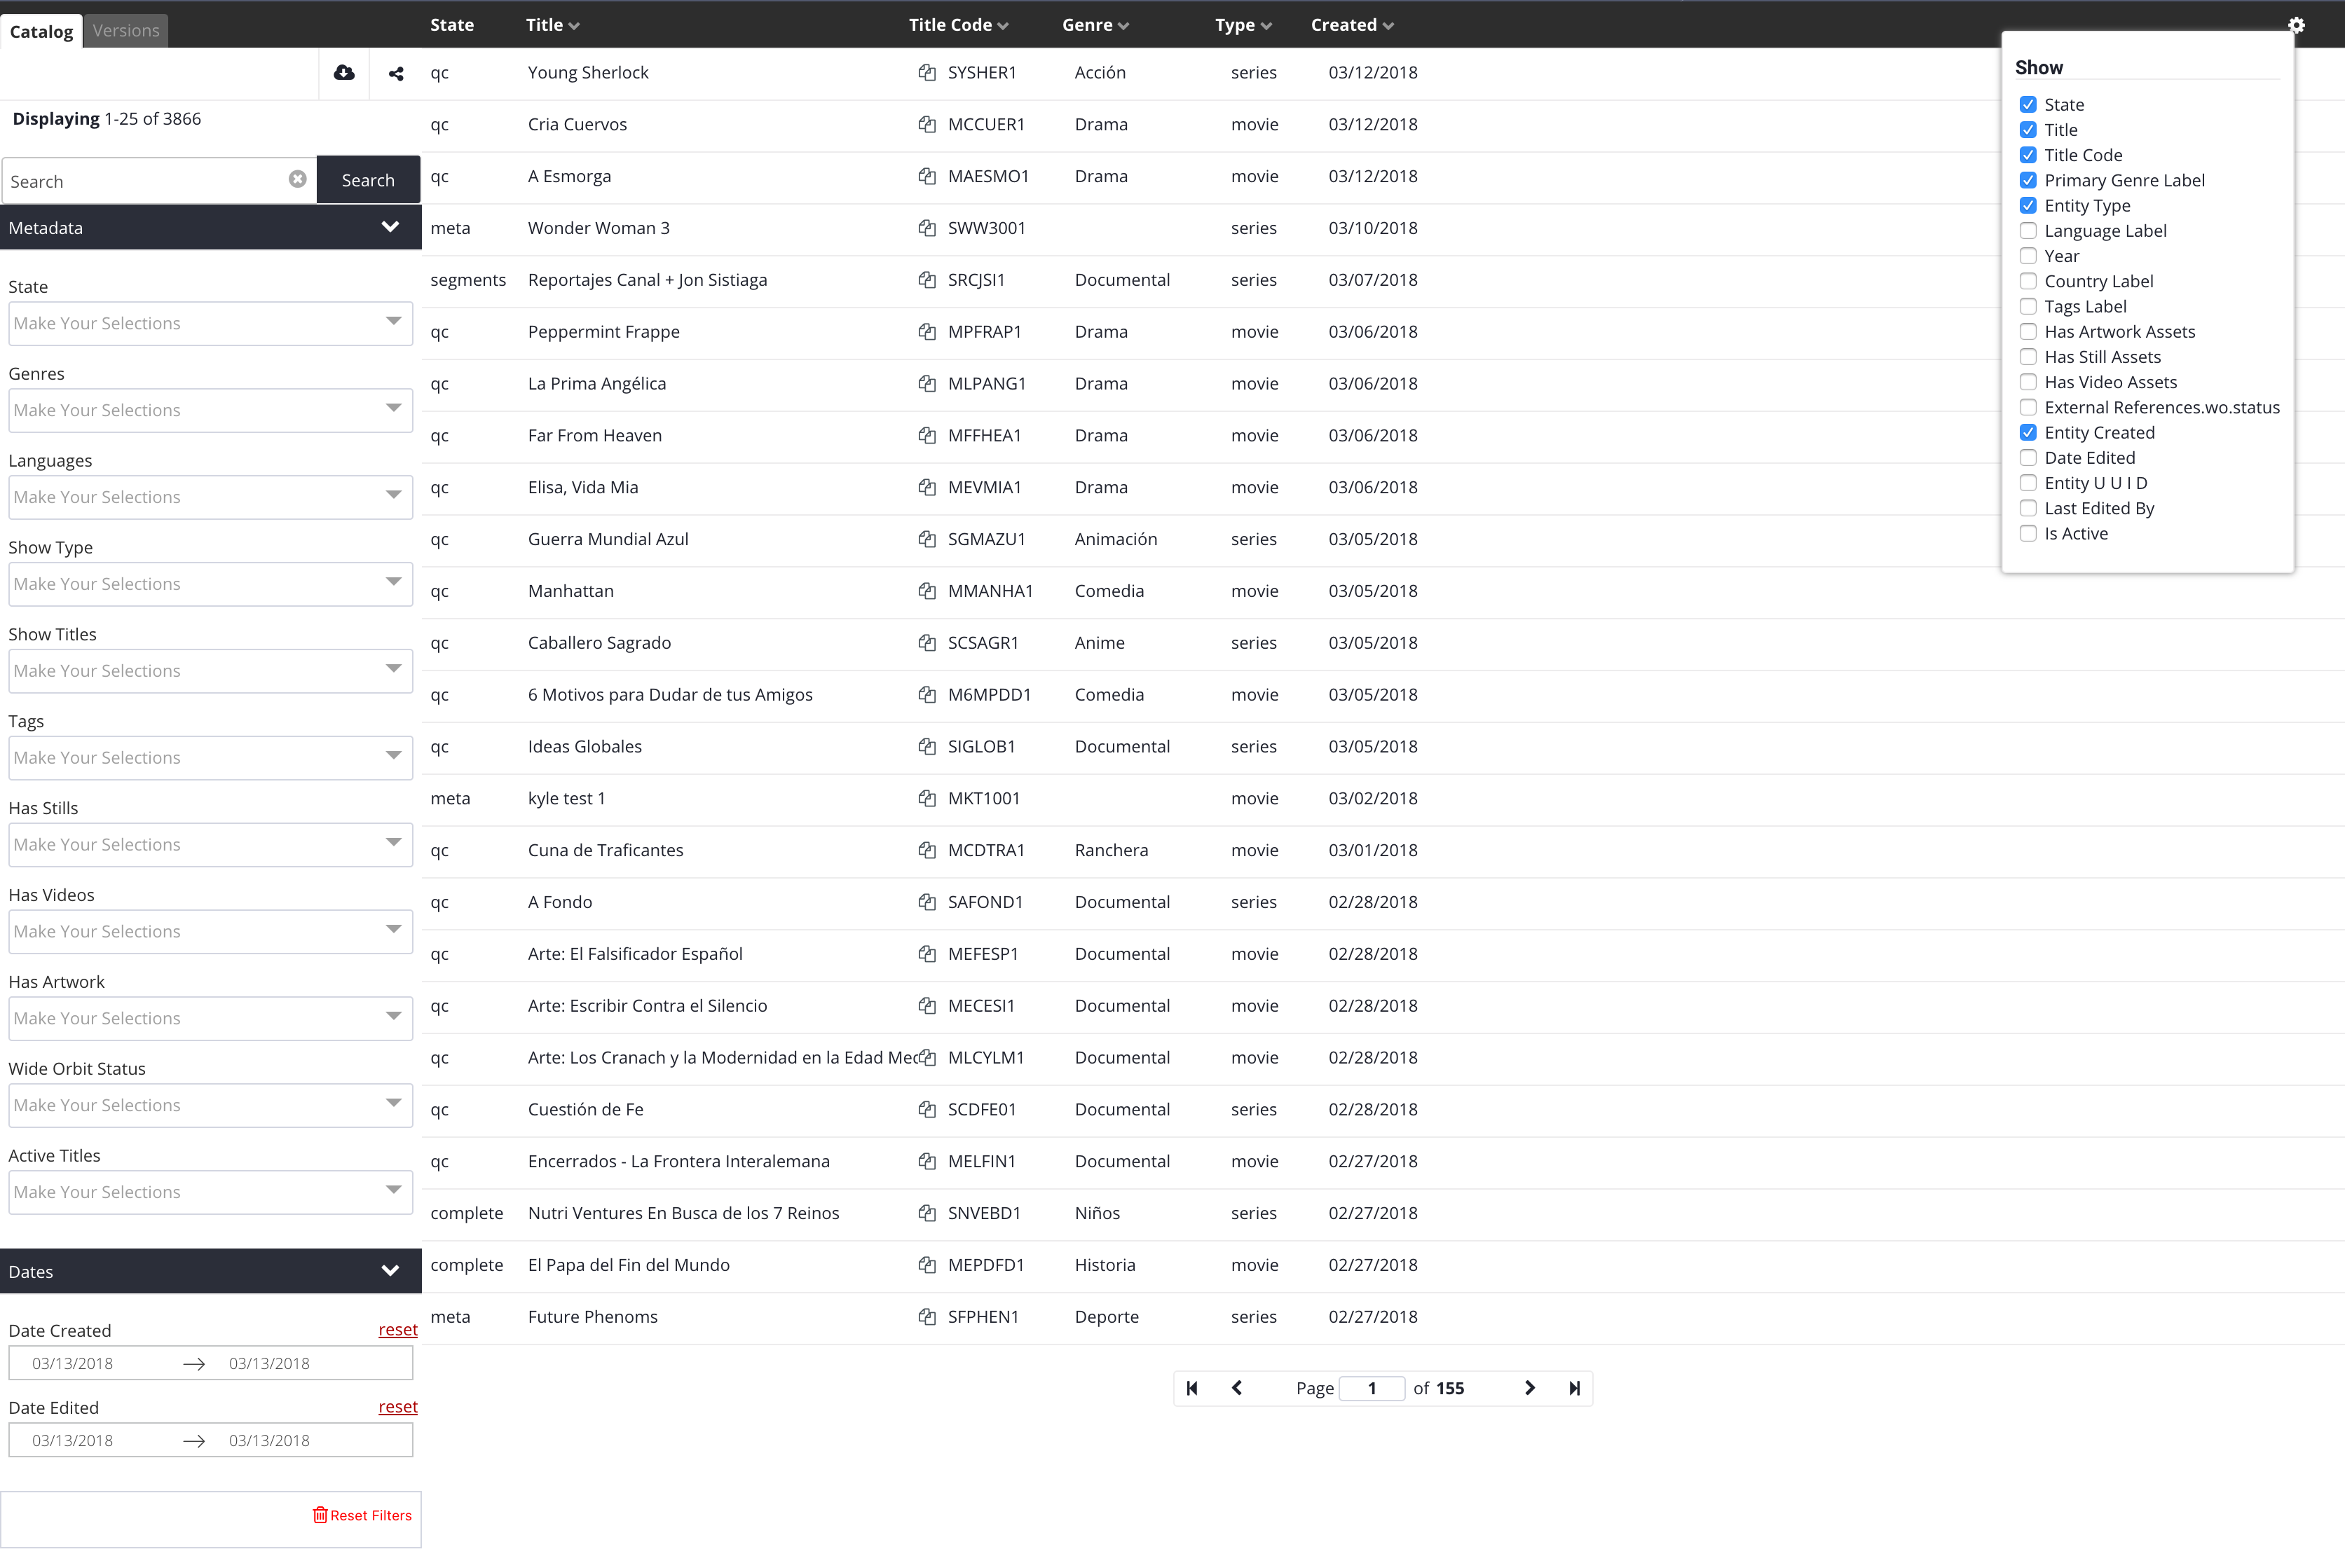 Catalog Versions
Displaying 1-25 of 3866
Search Search
Metadata
State
Make Your Selections
Genres
Make Your Selections
Languages
Make Your Selections
Show Type
Make Your Selections
Show Titles
Make Your Selections
Tags
Make Your Selections
Has Stills
Make Your Selections
Has Videos
Make Your Selections
Has Artwork
Make Your Selections
Wide Orbit Status
Make Your Selections
Active Titles
Make Your Selections
Dates
Date Created reset
03/13/2018 → 03/13/2018
Date Edited reset
03/13/2018 → 03/13/2018
Reset Filters
State Title Title Code Genre Type Created
qc Young Sherlock SYSHER1 Acción series 03/12/2018
qc Cria Cuervos MCCUER1 Drama movie 03/12/2018
qc A Esmorga MAESMO1 Drama movie 03/12/2018
meta Wonder Woman 3 SWW3001 series 03/10/2018
segments Reportajes Canal + Jon Sistiaga SRCJSI1 Documental series 03/07/2018
qc Peppermint Frappe MPFRAP1 Drama movie 03/06/2018
qc La Prima Angélica MLPANG1 Drama movie 03/06/2018
qc Far From Heaven MFFHEA1 Drama movie 03/06/2018
qc Elisa, Vida Mia MEVMIA1 Drama movie 03/06/2018
qc Guerra Mundial Azul SGMAZU1 Animación series 03/05/2018
qc Manhattan MMANHA1 Comedia movie 03/05/2018
qc Caballero Sagrado SCSAGR1 Anime series 03/05/2018
qc 6 Motivos para Dudar de tus Amigos M6MPDD1 Comedia movie 03/05/2018
qc Ideas Globales SIGLOB1 Documental series 03/05/2018
meta kyle test 1 MKT1001 movie 03/02/2018
qc Cuna de Traficantes MCDTRA1 Ranchera movie 03/01/2018
qc A Fondo SAFOND1 Documental series 02/28/2018
qc Arte: El Falsificador Español MEFESP1 Documental movie 02/28/2018
qc Arte: Escribir Contra el Silencio MECESI1 Documental movie 02/28/2018
qc Arte: Los Cranach y la Modernidad en la Edad Mec MLCYLM1 Documental movie 02/28/2018
qc Cuestión de Fe SCDFE01 Documental series 02/28/2018
qc Encerrados - La Frontera Interalemana MELFIN1 Documental movie 02/27/2018
complete Nutri Ventures En Busca de los 7 Reinos SNVEBD1 Niños series 02/27/2018
complete El Papa del Fin del Mundo MEPDFD1 Historia movie 02/27/2018
meta Future Phenoms SFPHEN1 Deporte series 02/27/2018
Page 1 of 155
Show
State
Title
Title Code
Primary Genre Label
Entity Type
Language Label
Year
Country Label
Tags Label
Has Artwork Assets
Has Still Assets
Has Video Assets
External References.wo.status
Entity Created
Date Edited
Entity U U I D
Last Edited By
Is Active